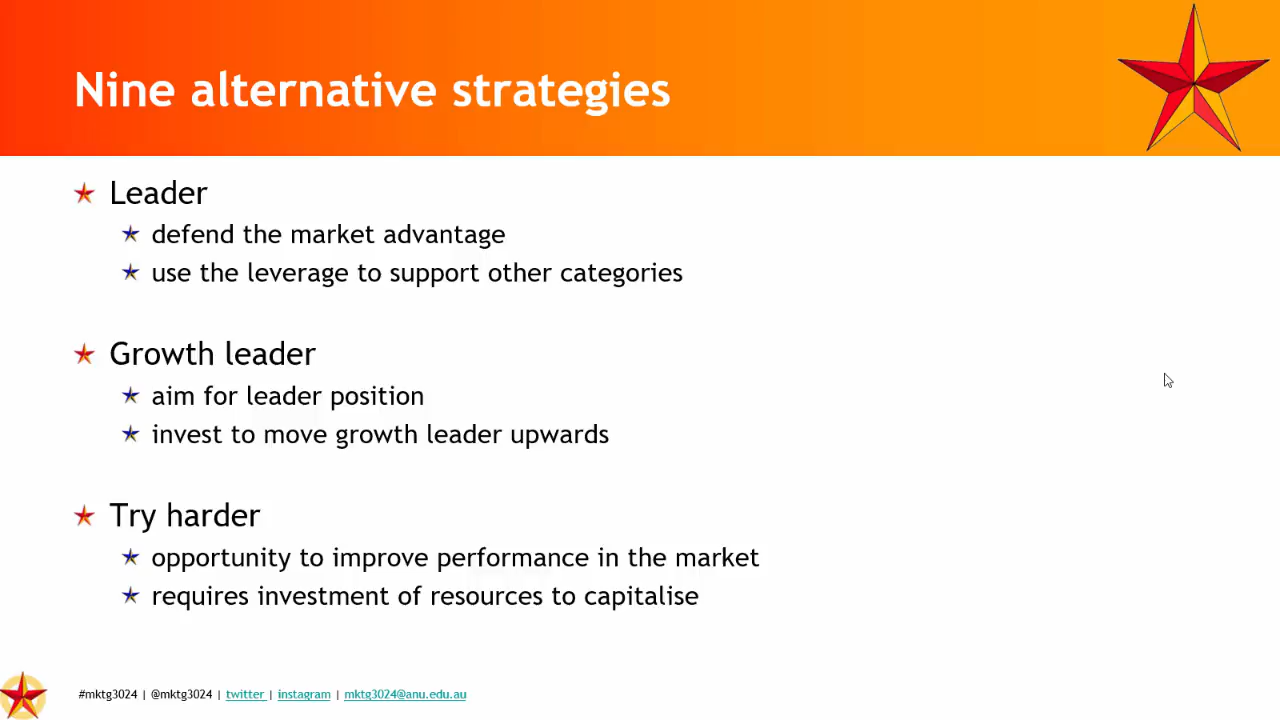 Nine alternative strategies
Leader
defend the market advantage
use the leverage to support other categories
Growth leader
aim for leader position
invest to move growth leader upwards
Try harder
opportunity to improve performance in the market
requires investment of resources to capitalise
#mktg3024 | @mktg3024 | twitter | instagram | mktg3024@anu.edu.au